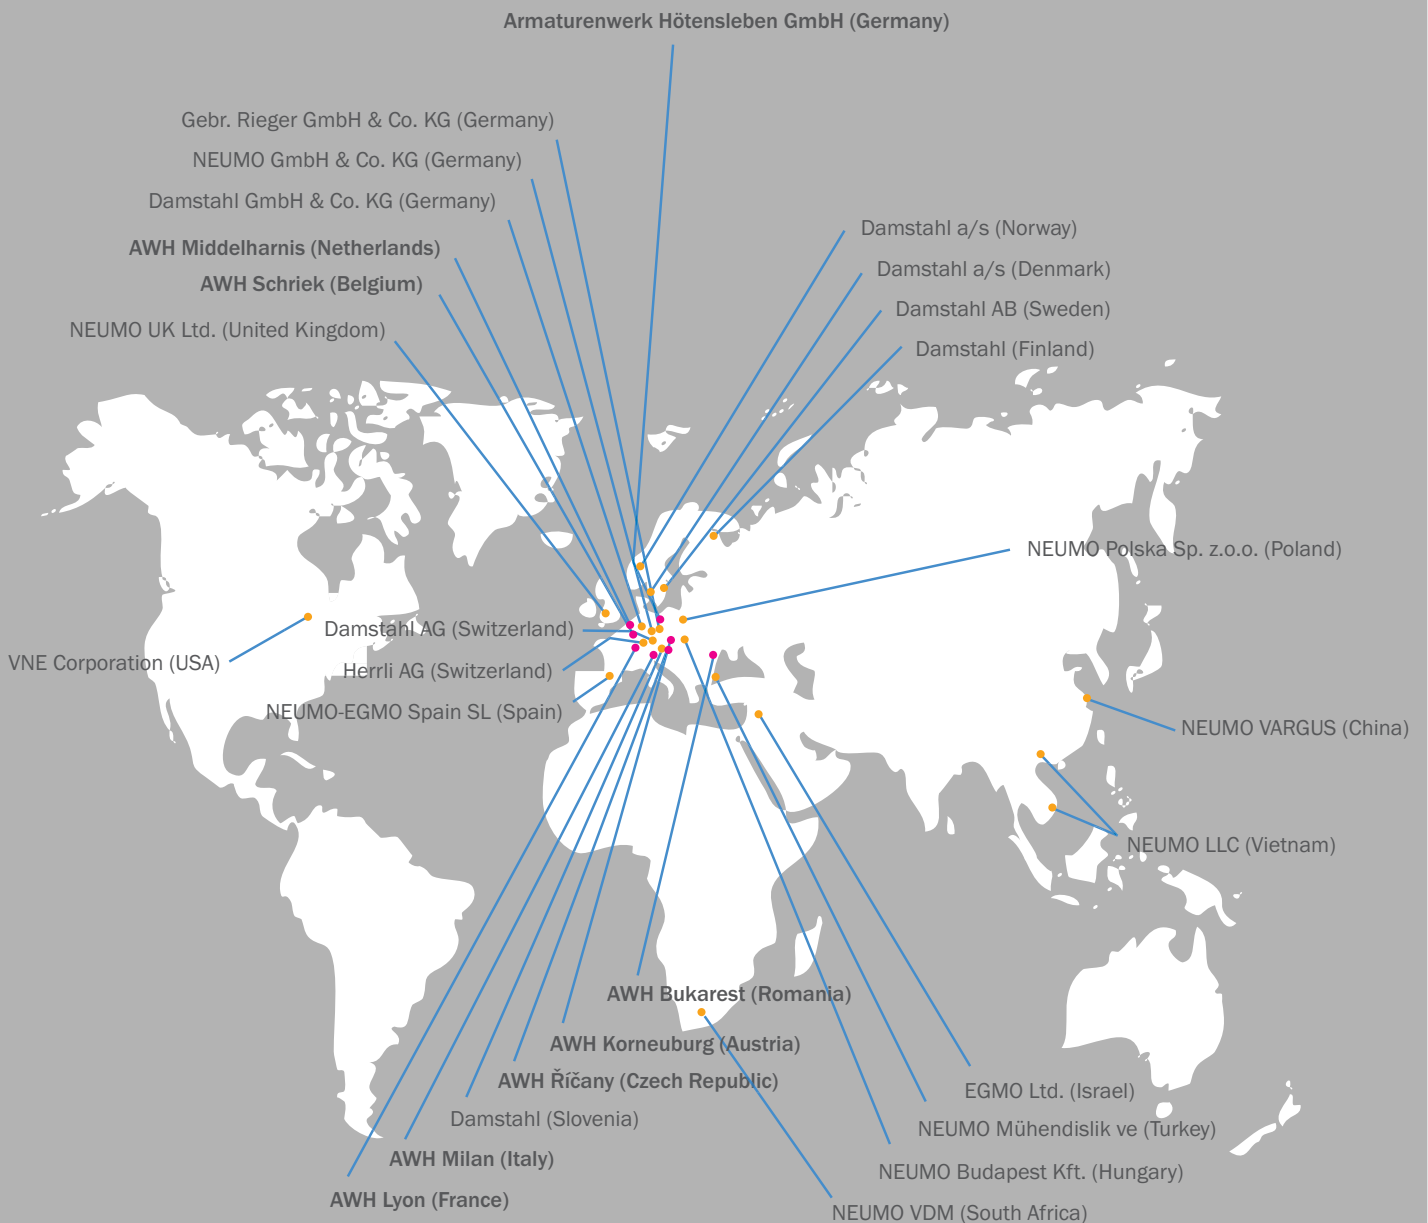 Armaturenwerk Hötensleben GmbH (Germany)
Gebr. Rieger GmbH & Co. KG (Germany)
NEUMO GmbH & Co. KG (Germany)
Damstahl GmbH & Co. KG (Germany)
AWH Middelharnis (Netherlands)
AWH Schriek (Belgium)
NEUMO UK Ltd. (United Kingdom)
Damstahl a/s (Norway)
Damstahl a/s (Denmark)
Damstahl AB (Sweden)
Damstahl (Finland)
NEUMO Polska Sp. z.o.o. (Poland)
Damstahl AG (Switzerland)
VNE Corporation (USA)
Herrli AG (Switzerland)
NEUMO-EGMO Spain SL (Spain)
NEUMO VARGUS (China)
NEUMO LLC (Vietnam)
AWH Bukarest (Romania)
AWH Korneuburg (Austria)
AWH Říčany (Czech Republic)
Damstahl (Slovenia)
AWH Milan (Italy)
AWH Lyon (France)
EGMO Ltd. (Israel)
NEUMO Mühendislik ve (Turkey)
NEUMO Budapest Kft. (Hungary)
NEUMO VDM (South Africa)